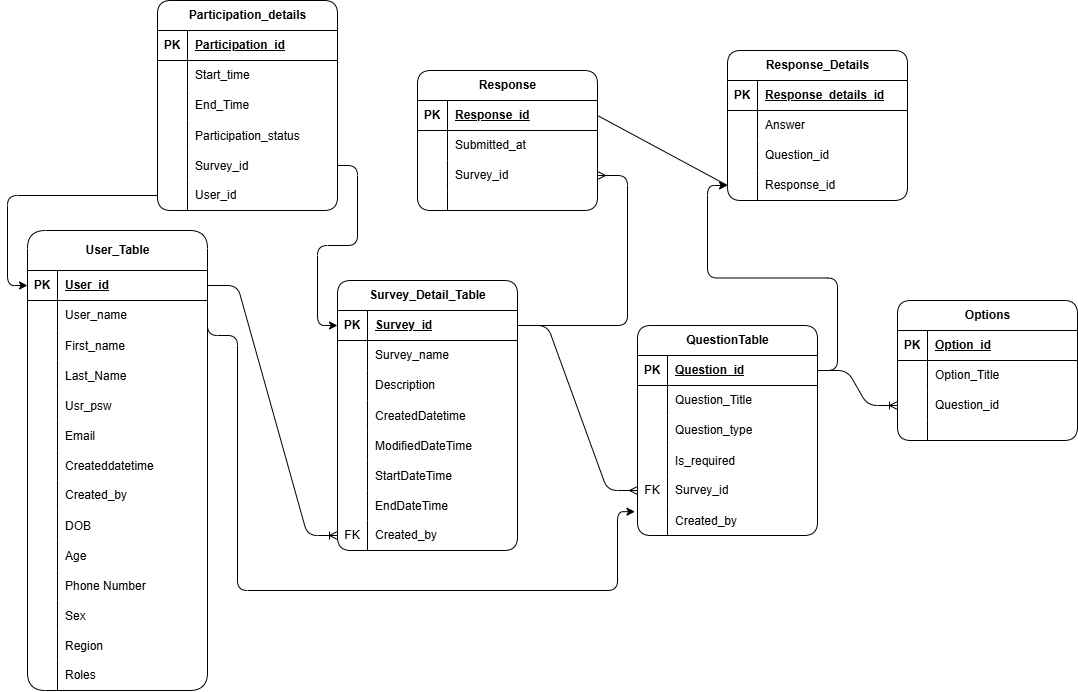 Participation_details
PK Participation_id
Start_time
End_Time
Participation_status
Survey_id
User_id
Response
PK Response_id
Submitted_at
Survey_id
Response_Details
PK Response_details_id
Answer
Question_id
Response_id
User_Table
PK User_id
User_name
First_name
Last_Name
Usr_psw
Email
Createddatetime
Created_by
DOB
Age
Phone Number
Sex
Region
Roles
Survey_Detail_Table
PK Survey_id
Survey_name
Description
CreatedDatetime
ModifiedDateTime
StartDateTime
EndDateTime
FK Created_by
QuestionTable
PK Question_id
Question_Title
Question_type
Is_required
FK Survey_id
Created_by
Options
PK Option_id
Option_Title
Question_id